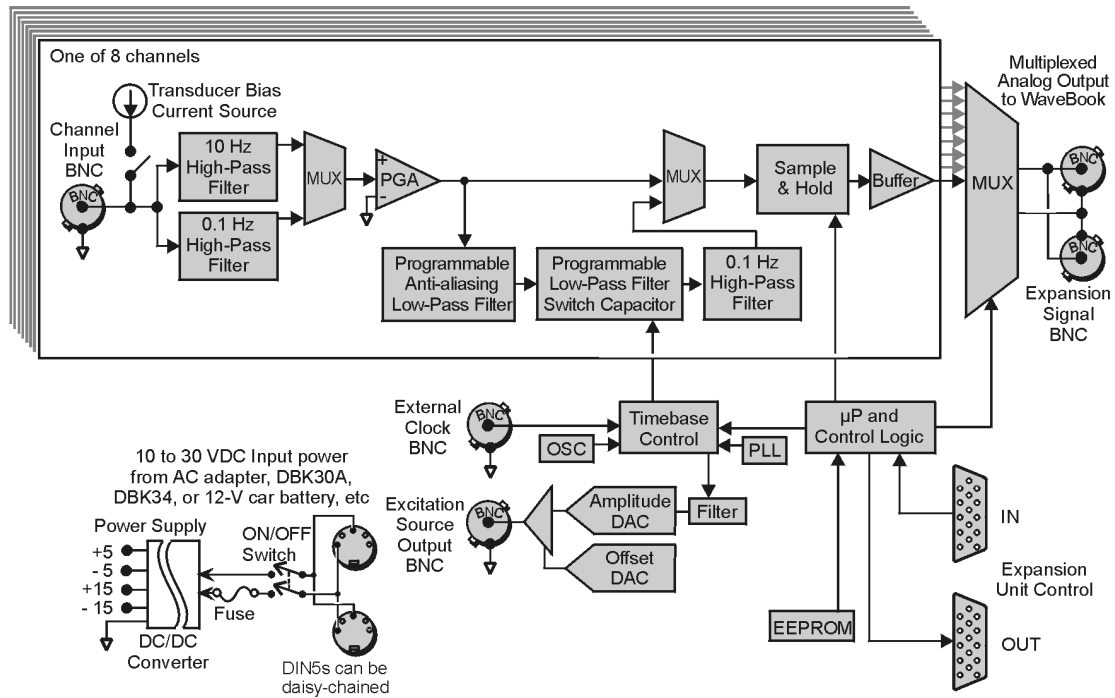 One of 8 channels
Transducer Bias
Current Source
Channel
Input
BNC
BNC
10 Hz
High-Pass
Filter
0.1 Hz
High-Pass
Filter
MUX
+
PGA
-
Programmable
Anti-aliasing
Low-Pass Filter
Programmable
Low-Pass Filter
Switch Capacitor
0.1 Hz
High-Pass
Filter
MUX
Sample
& Hold
Buffer
MUX
Multiplexed
Analog Output
to WaveBook
BNC
BNC
Expansion
Signal
BNC
External
Clock
BNC
BNC
OSC
Timebase
Control
PLL
µP and
Control Logic
Excitation
Source
Output
BNC
BNC
Amplitude
DAC
Offset
DAC
Filter
EEPROM
IN
Expansion
Unit Control
OUT
10 to 30 VDC Input power
from AC adapter, DBK30A,
DBK34, or 12-V car battery, etc
Power Supply
+5
- 5
+15
- 15
ON/OFF
Switch
Fuse
DC/DC
Converter
DIN5s can be
daisy-chained